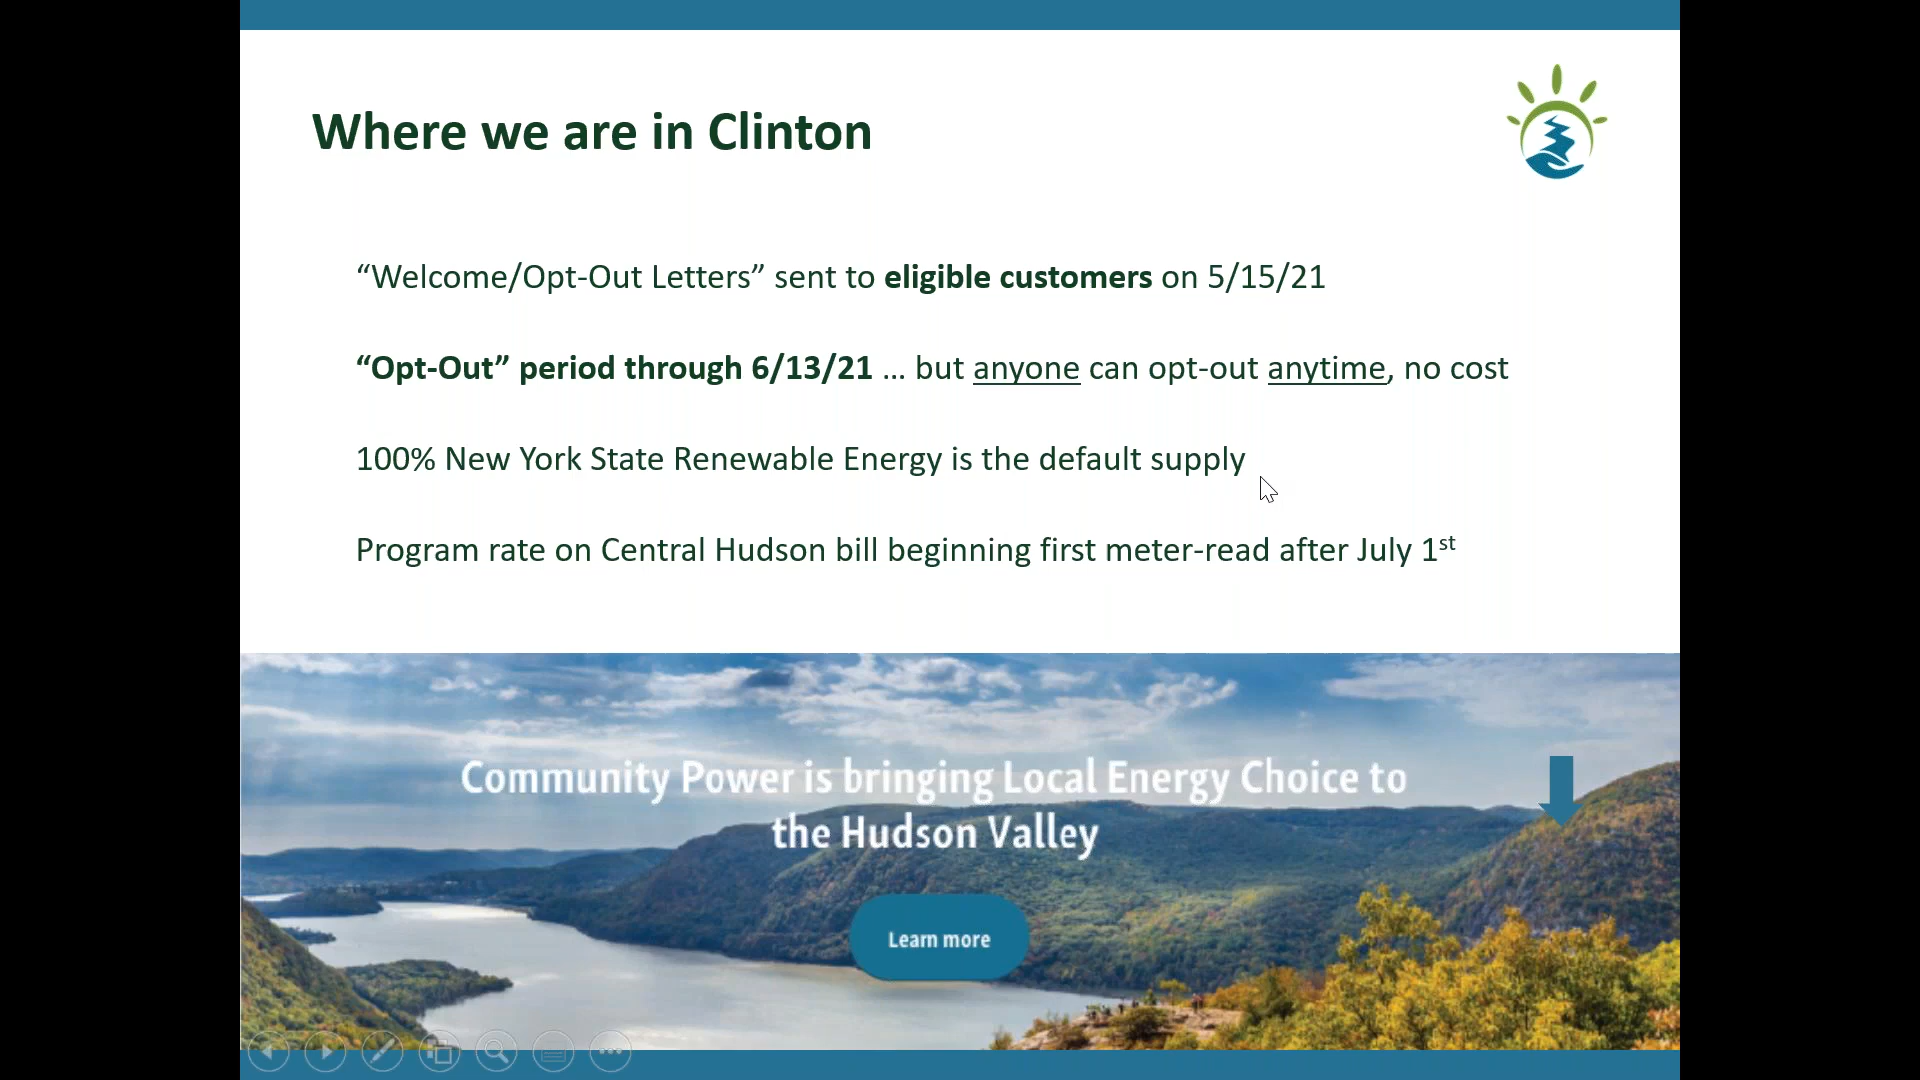 Where we are in Clinton
“Welcome/Opt-Out Letters” sent to eligible customers on 5/15/21
“Opt-Out” period through 6/13/21 ... but anyone can opt-out anytime, no cost
100% New York State Renewable Energy is the default supply
Program rate on Central Hudson bill beginning first meter-read after July 1st
Community Power is bringing Local Energy Choice to
the Hudson Valley
Learn more